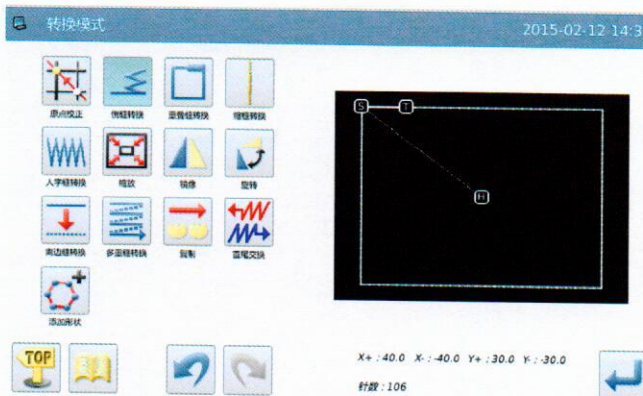 转换模式
2015-02-12 14:3
原点校正 倒缝转换 重叠缝转换 缩缝转换
人字缝转换 缩放 镜像 旋转
两边缝转换 多重缝转换 复制 首尾交换
添加形状
S T
H
TOP
X+ : 40.0 X- : -40.0 Y+ : 30.0 Y- : -30.0
针数 : 106